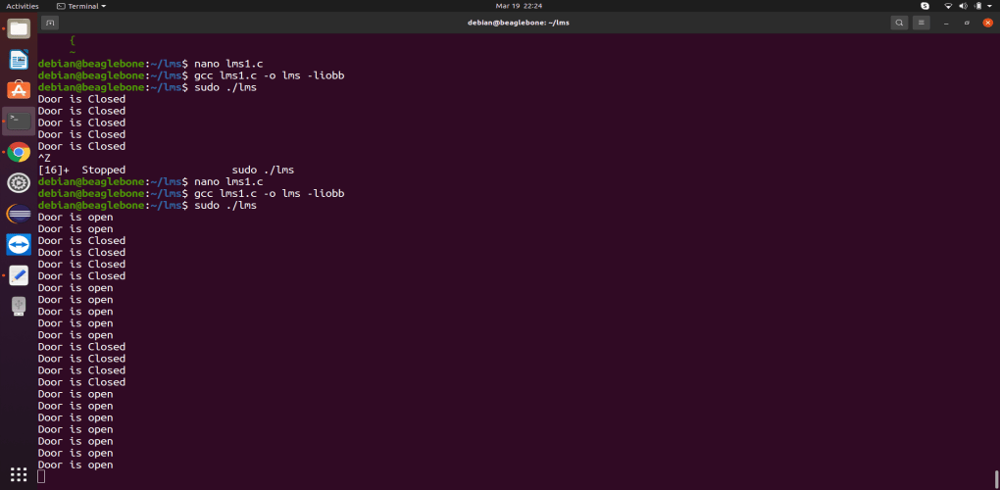 Activities
Terminal
Mar 19 22:24
debian@beaglebone: ~/lms
{
~
debian@beaglebone:~/lms$ nano lms1.c
debian@beaglebone:~/lms$ gcc lms1.c -o lms -liobb
debian@beaglebone:~/lms$ sudo ./lms
Door is Closed
Door is Closed
Door is Closed
Door is Closed
Door is Closed
^Z
[16]+  Stopped                 sudo ./lms
debian@beaglebone:~/lms$ nano lms1.c
debian@beaglebone:~/lms$ gcc lms1.c -o lms -liobb
debian@beaglebone:~/lms$ sudo ./lms
Door is open
Door is open
Door is Closed
Door is Closed
Door is Closed
Door is Closed
Door is open
Door is open
Door is open
Door is open
Door is open
Door is Closed
Door is Closed
Door is Closed
Door is Closed
Door is open
Door is open
Door is open
Door is open
Door is open
Door is open
Door is open